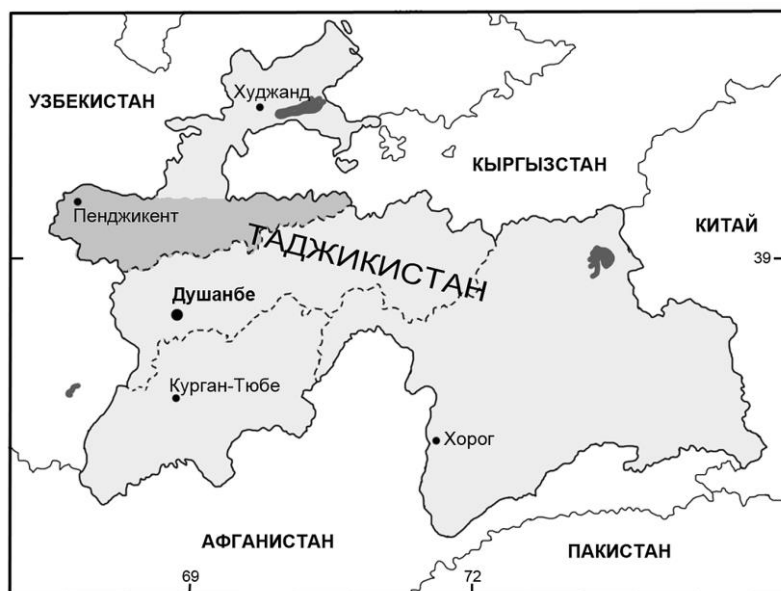 УЗБЕКИСТАН
Худжанд
КЫРГЫЗСТАН
Пенджикент
КИТАЙ
ТАДЖИКИСТАН
39
Душанбе
Курган-Тюбе
Хорог
АФГАНИСТАН
ПАКИСТАН
69
72